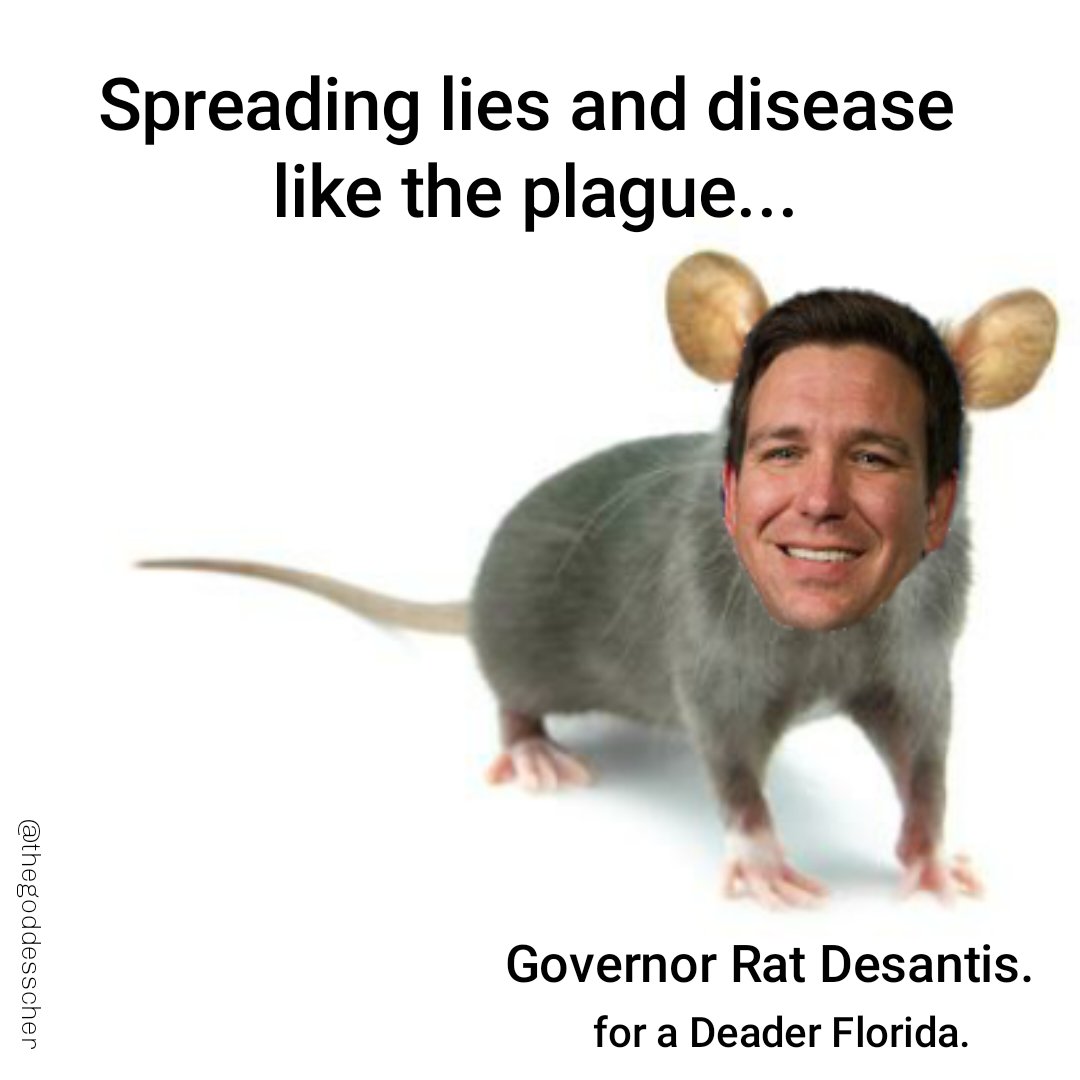 Spreading lies and disease
like the plague...
Governor Rat Desantis.
for a Deader Florida.
@thegoddesscher